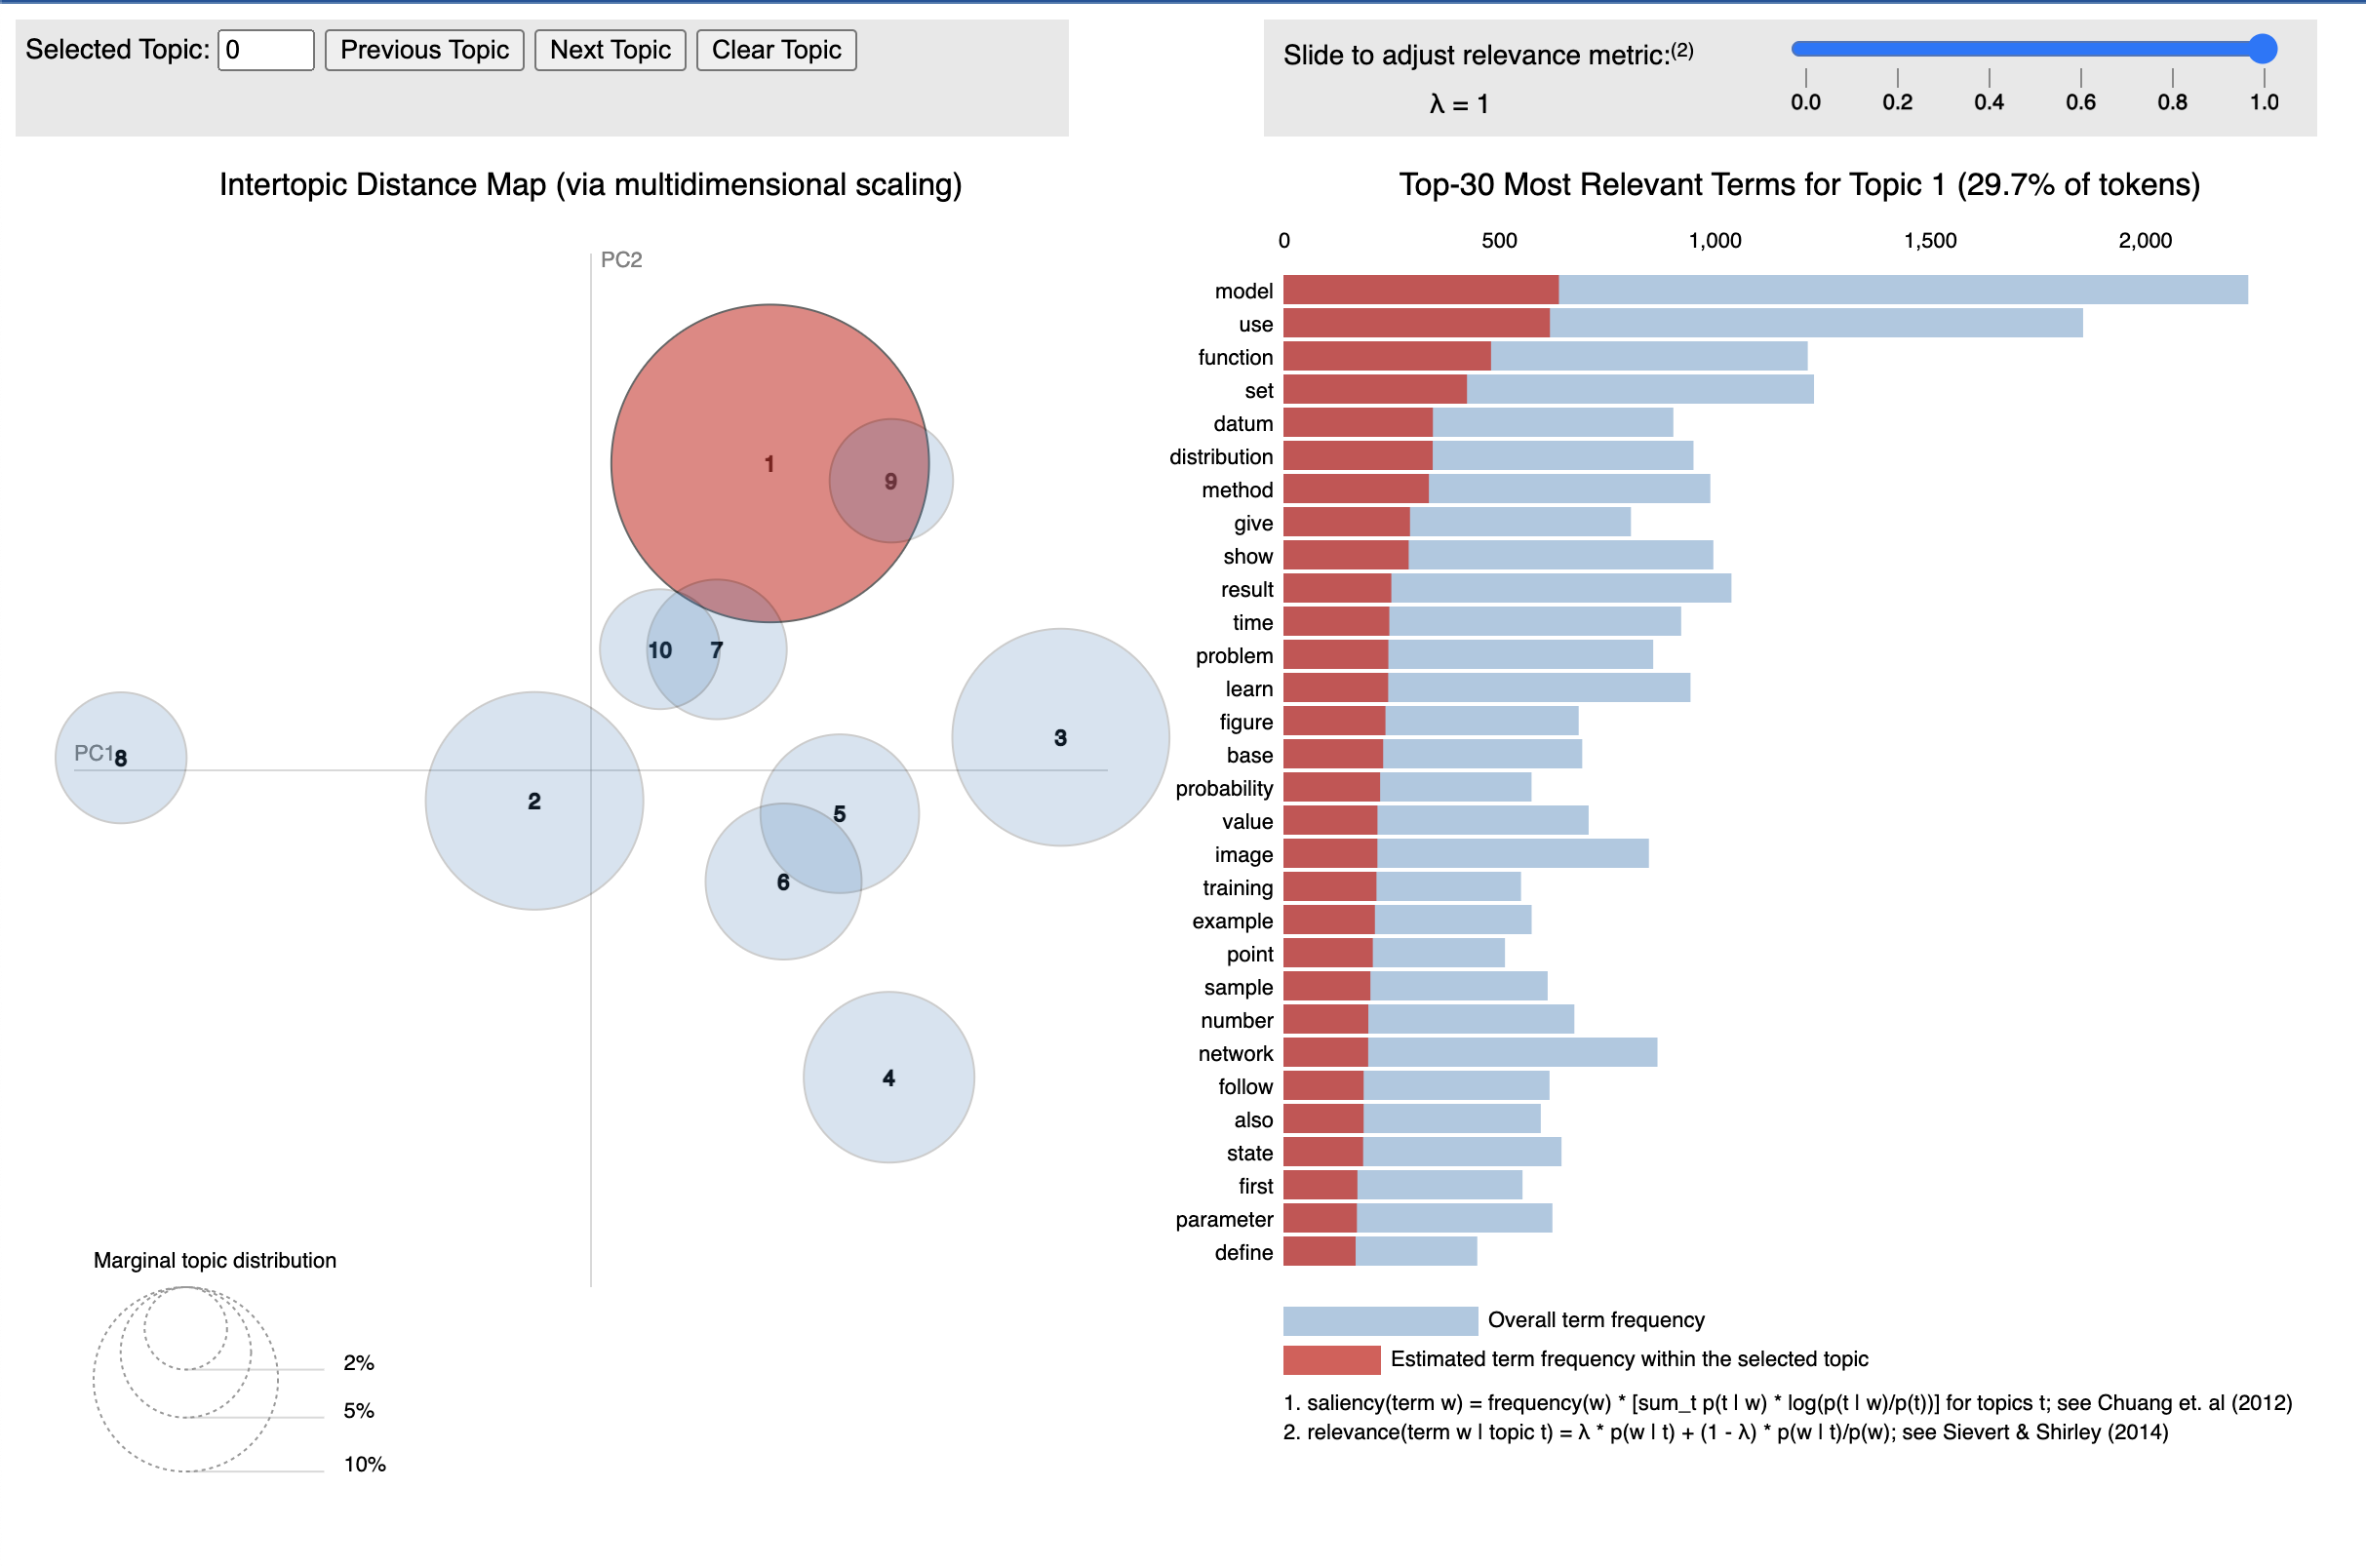 Selected Topic: 0 Previous Topic Next Topic Clear Topic
Slide to adjust relevance metric:(2)
λ = 1
0.0 0.2 0.4 0.6 0.8 1.0
Intertopic Distance Map (via multidimensional scaling)
PC2
1
9
10
7
3
PC1
8
2
5
6
4
Marginal topic distribution
2%
5%
10%
Top-30 Most Relevant Terms for Topic 1 (29.7% of tokens)
0 500 1,000 1,500 2,000
model
use
function
set
datum
distribution
method
give
show
result
time
problem
learn
figure
base
probability
value
image
training
example
point
sample
number
network
follow
also
state
first
parameter
define
Overall term frequency
Estimated term frequency within the selected topic
1. saliency(term w) = frequency(w) * [sum_t p(t | w) * log(p(t | w)/p(t))] for topics t; see Chuang et. al (2012)
2. relevance(term w | topic t) = λ * p(w | t) + (1 - λ) * p(w | t)/p(w); see Sievert & Shirley (2014)